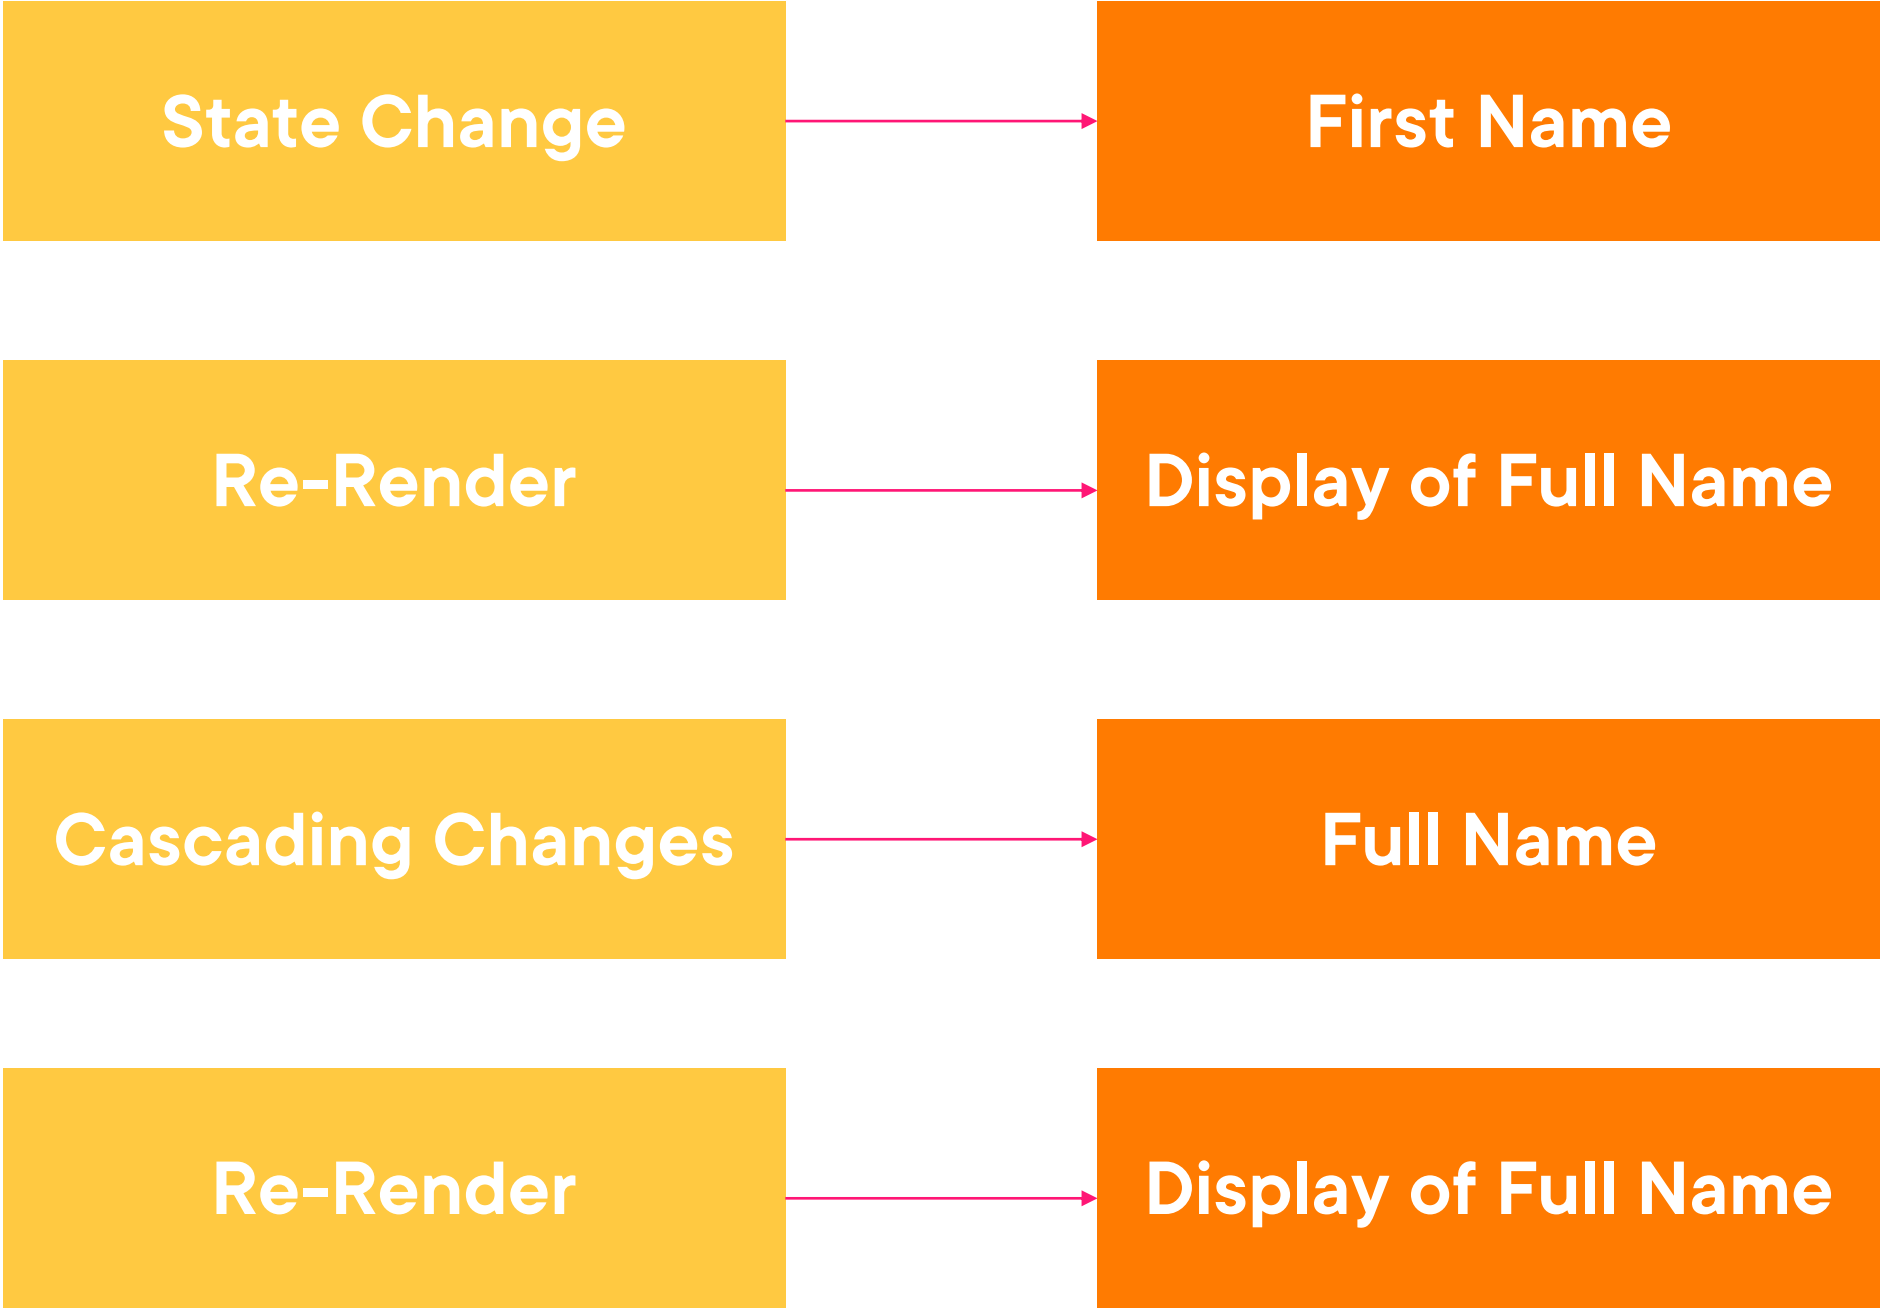 State Change
First Name
Re-Render
Display of Full Name
Cascading Changes
Full Name
Re-Render
Display of Full Name